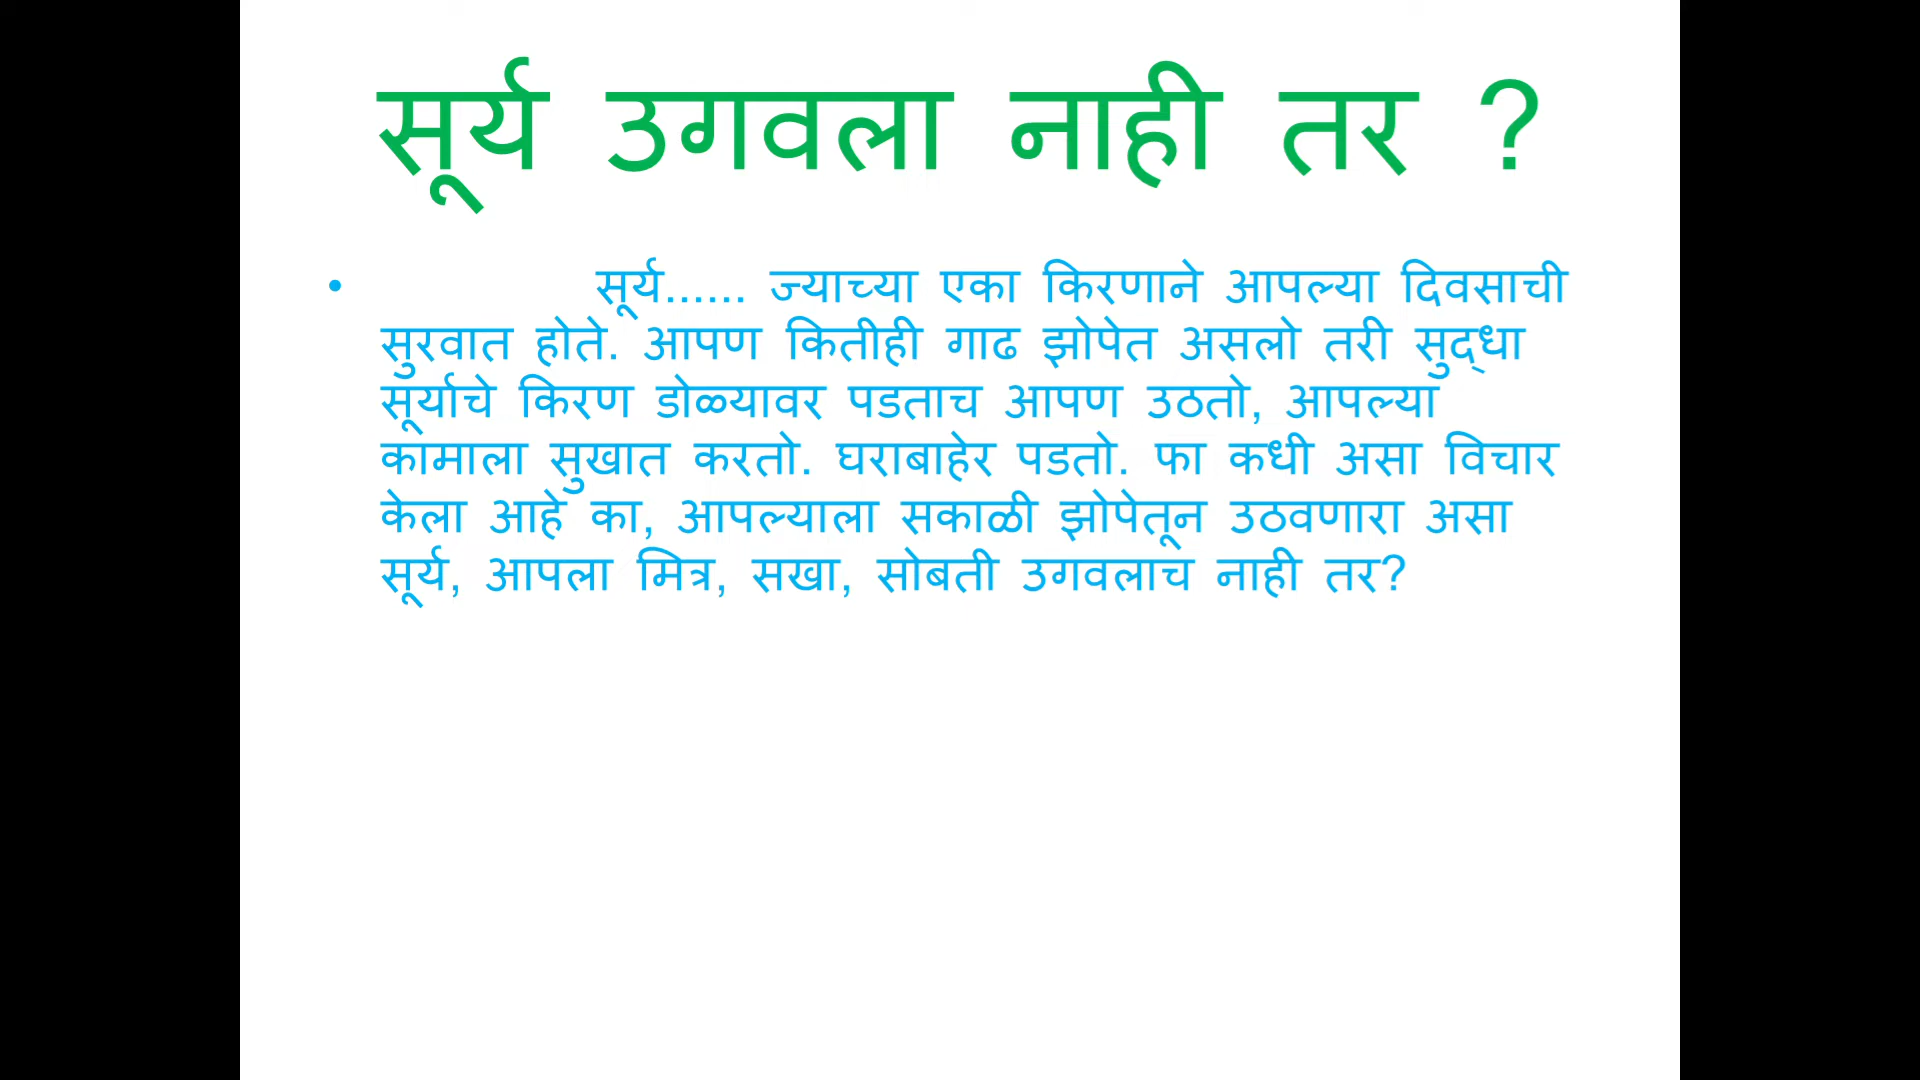 सूर्य उगवला नाही तर ?
• सूर्य...... ज्याच्या एका किरणाने आपल्या दिवसाची
सुरवात होते. आपण कितीही गाढ झोपेत असलो तरी सुद्‌धा
सूर्याचे किरण डोळ्यावर पडताच आपण उठतो, आपल्या
कामाला सुखात करतो. घराबाहेर पडतो. फा कधी असा विचार
केला आहे का, आपल्याला सकाळी झोपेतून उठवणारा असा
सूर्य, आपला मित्र, सखा, सोबती उगवलाच नाही तर?